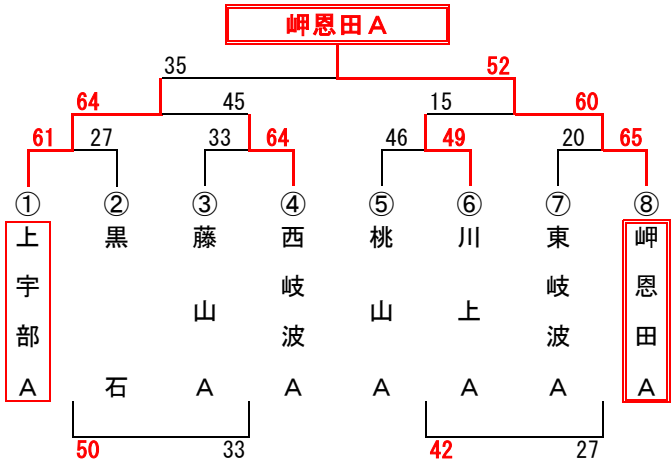 岬恩田A
35 52
64 45 15 60
61 27 33 64 46 49 20 65
① ② ③ ④ ⑤ ⑥ ⑦ ⑧
上宇部A
黒石
藤山A
西岐波A
桃山A
川上A
東岐波A
岬恩田A
50 33 42 27